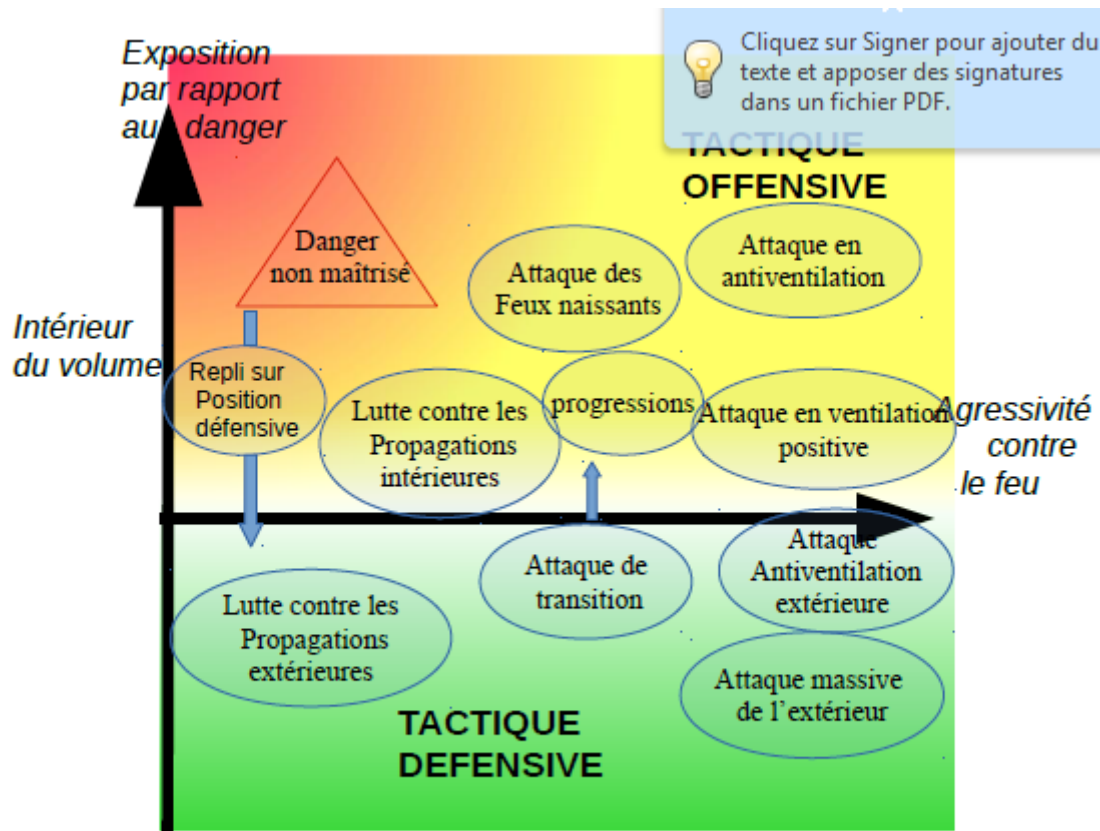 Exposition
par rapport
aux danger
Cliquez sur Signer pour ajouter du
texte et apposer des signatures
dans un fichier PDF.
TACTIQUE
OFFENSIVE
Danger
non maîtrisé
Attaque des
Feux naissants
Attaque en
antiventilation
Intérieur
du volume
Repli sur
Position
défensive
Lutte contre les
Propagations
intérieures
progressions
Attaque en ventilation
positive
Agressivité
contre
le feu
Attaque de
transition
Attaque
Antiventilation
extérieure
Lutte contre les
Propagations
extérieures
Attaque massive
de l’extérieur
TACTIQUE
DEFENSIVE